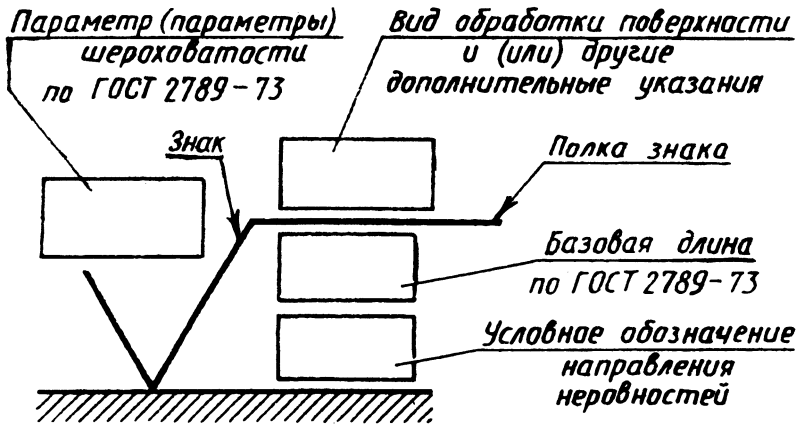 Параметр (параметры)
шероховатости
по ГОСТ 2789-73
Вид обработки поверхности
и (или) другие
дополнительные указания
Знак
Полка знака
Базовая длина
по ГОСТ 2789-73
Условное обозначение
направления
неровностей